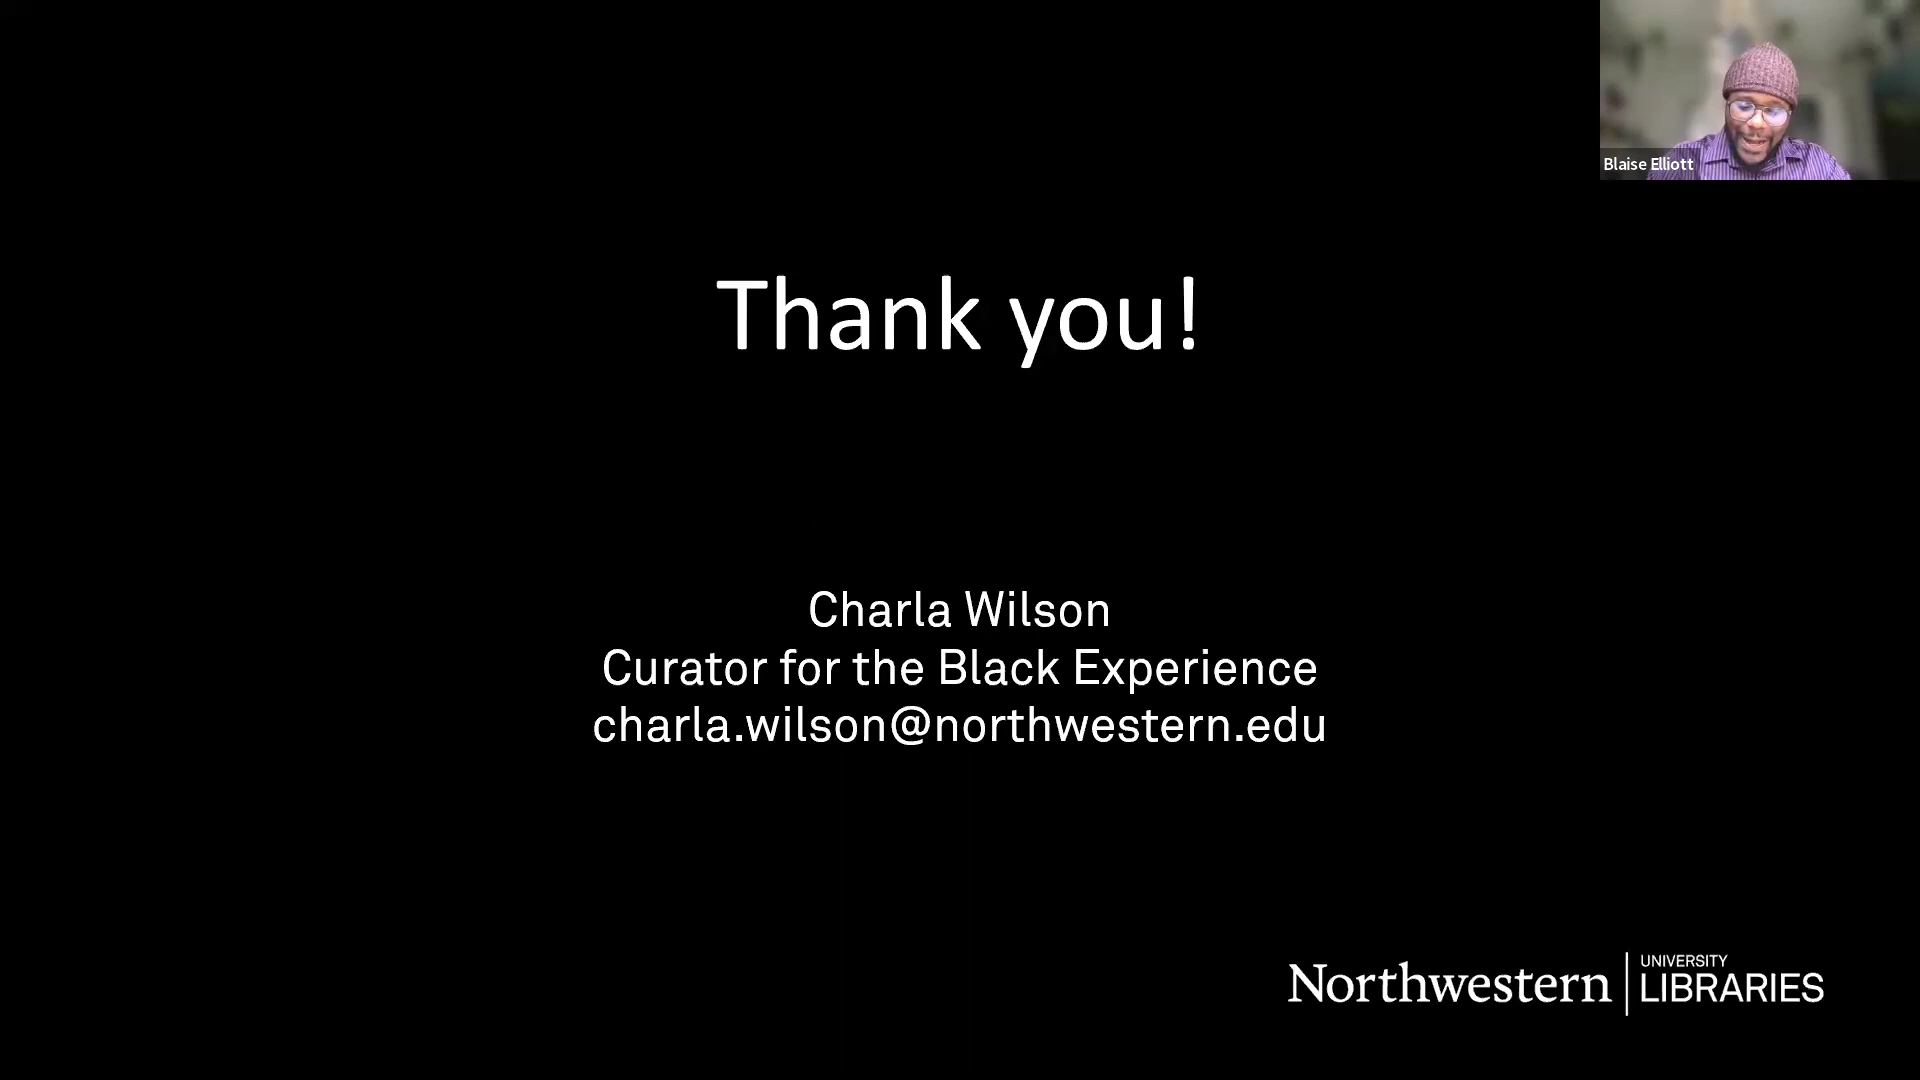 Blaise Elliott
Thank you!
Charla Wilson
Curator for the Black Experience
charla.wilson@northwestern.edu
Northwestern | UNIVERSITY
LIBRARIES